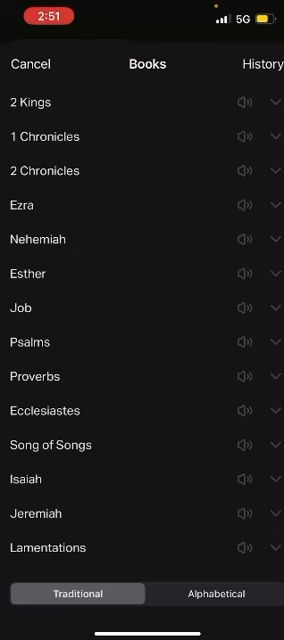 2:51
5G
Cancel
Books
History
2 Kings
1 Chronicles
2 Chronicles
Ezra
Nehemiah
Esther
Job
Psalms
Proverbs
Ecclesiastes
Song of Songs
Isaiah
Jeremiah
Lamentations
Traditional
Alphabetical